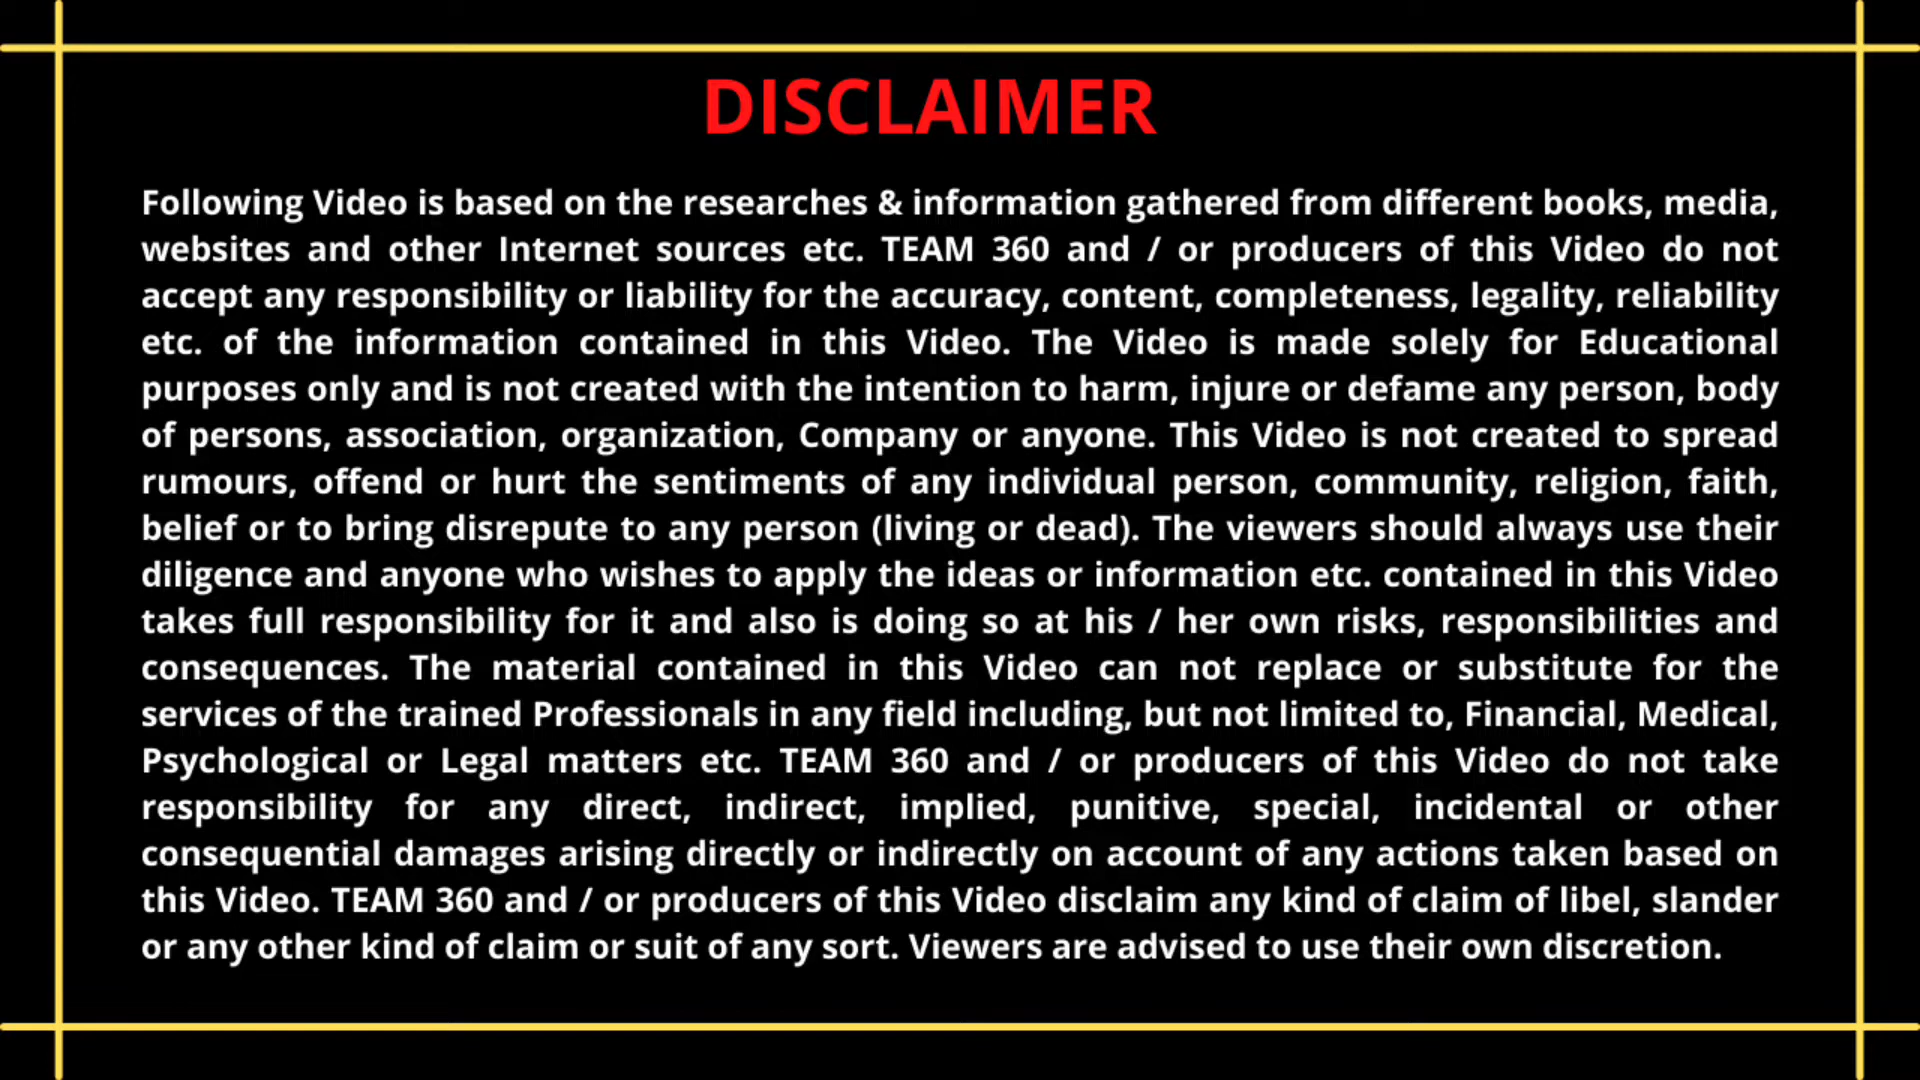 DISCLAIMER
Following Video is based on the researches & information gathered from different books, media,
websites and other Internet sources etc. TEAM 360 and / or producers of this Video do not
accept any responsibility or liability for the accuracy, content, completeness, legality, reliability
etc. of the information contained in this Video. The Video is made solely for Educational
purposes only and is not created with the intention to harm, injure or defame any person, body
of persons, association, organization, Company or anyone. This Video is not created to spread
rumours, offend or hurt the sentiments of any individual person, community, religion, faith,
belief or to bring disrepute to any person (living or dead). The viewers should always use their
diligence and anyone who wishes to apply the ideas or information etc. contained in this Video
takes full responsibility for it and also is doing so at his / her own risks, responsibilities and
consequences. The material contained in this Video can not replace or substitute for the
services of the trained Professionals in any field including, but not limited to, Financial, Medical,
Psychological or Legal matters etc. TEAM 360 and / or producers of this Video do not take
responsibility for any direct, indirect, implied, punitive, special, incidental or other
consequential damages arising directly or indirectly on account of any actions taken based on
this Video. TEAM 360 and / or producers of this Video disclaim any kind of claim of libel, slander
or any other kind of claim or suit of any sort. Viewers are advised to use their own discretion.